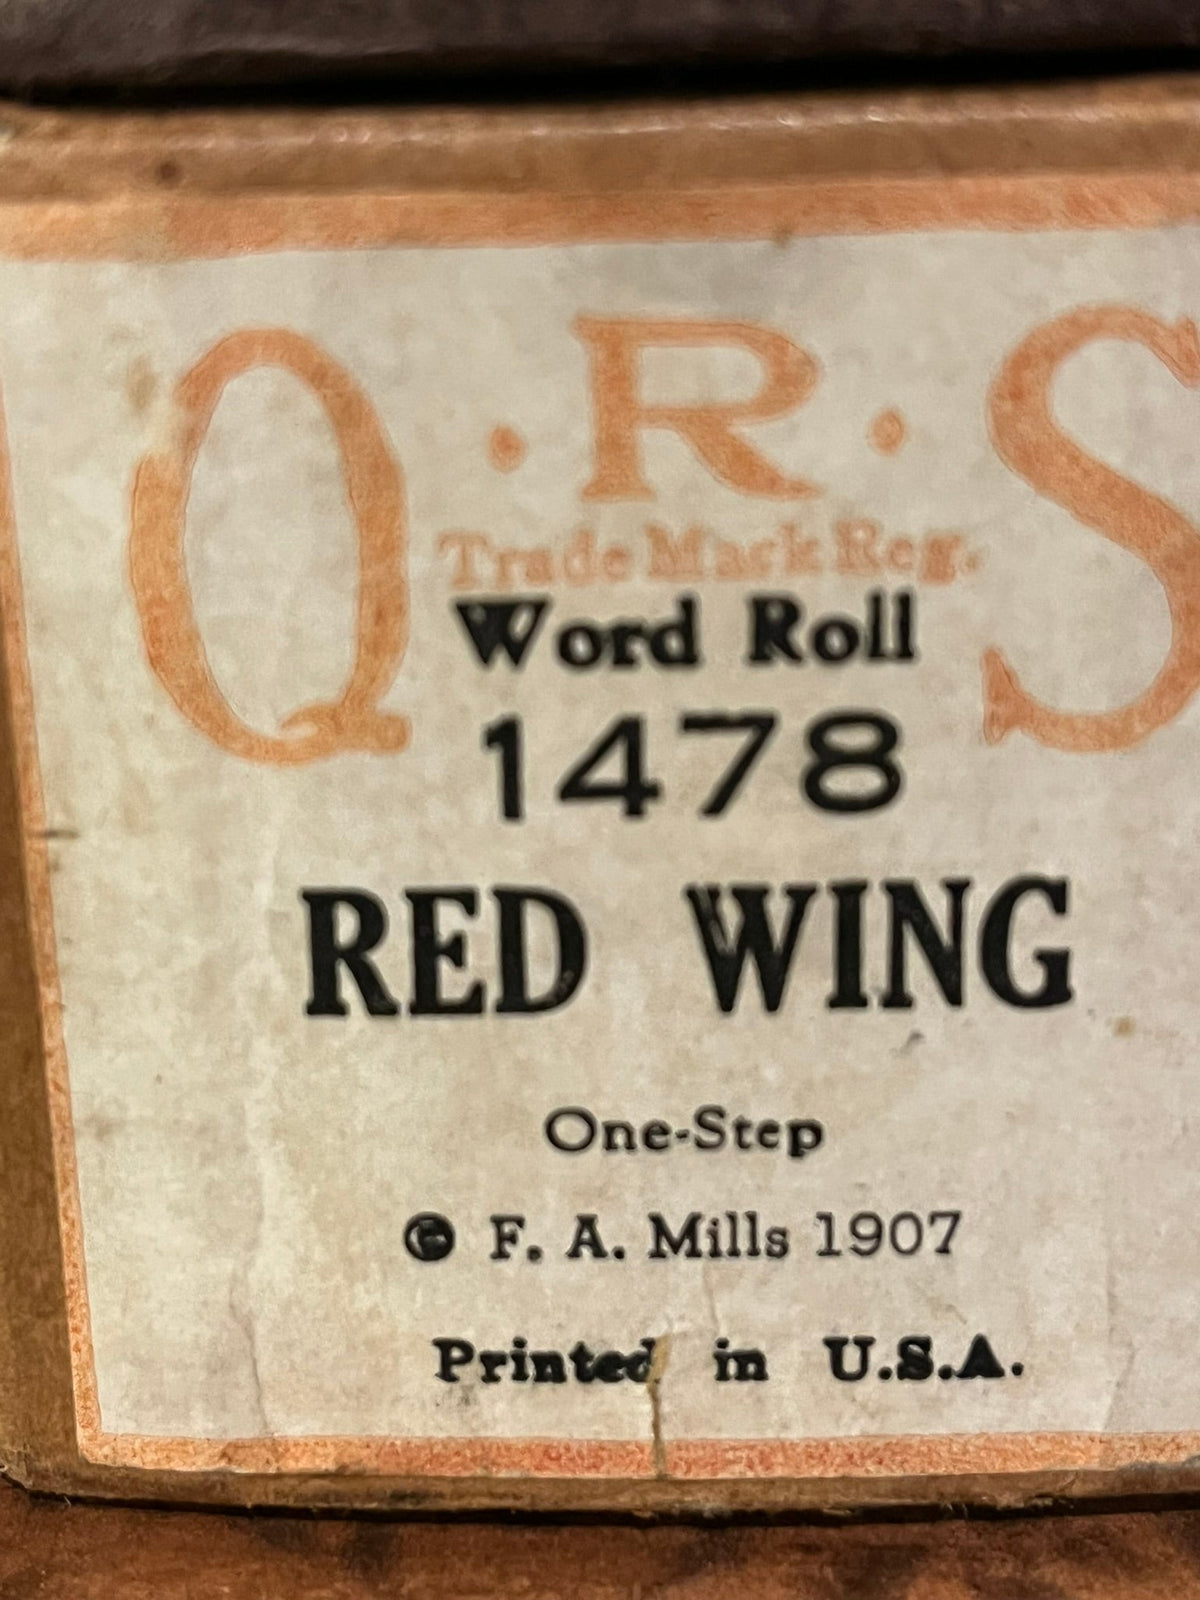 Q·R·S
Trade Mark Reg.
Word Roll
1478
RED WING
One-Step
© F. A. Mills 1907
Printed in U.S.A.